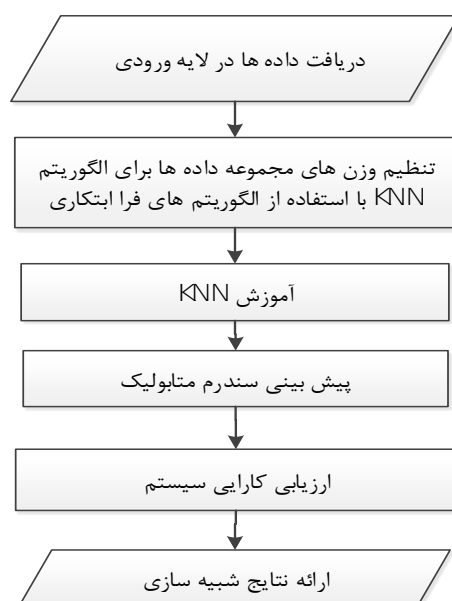 دریافت داده ها در لایه ورودی
تنظیم وزن های مجموعه داده ها برای الگوریتم
KNN با استفاده از الگوریتم های فرا ابتکاری
آموزش KNN
پیش بینی سندرم متابولیک
ارزیابی کارایی سیستم
ارائه نتایج شبیه سازی